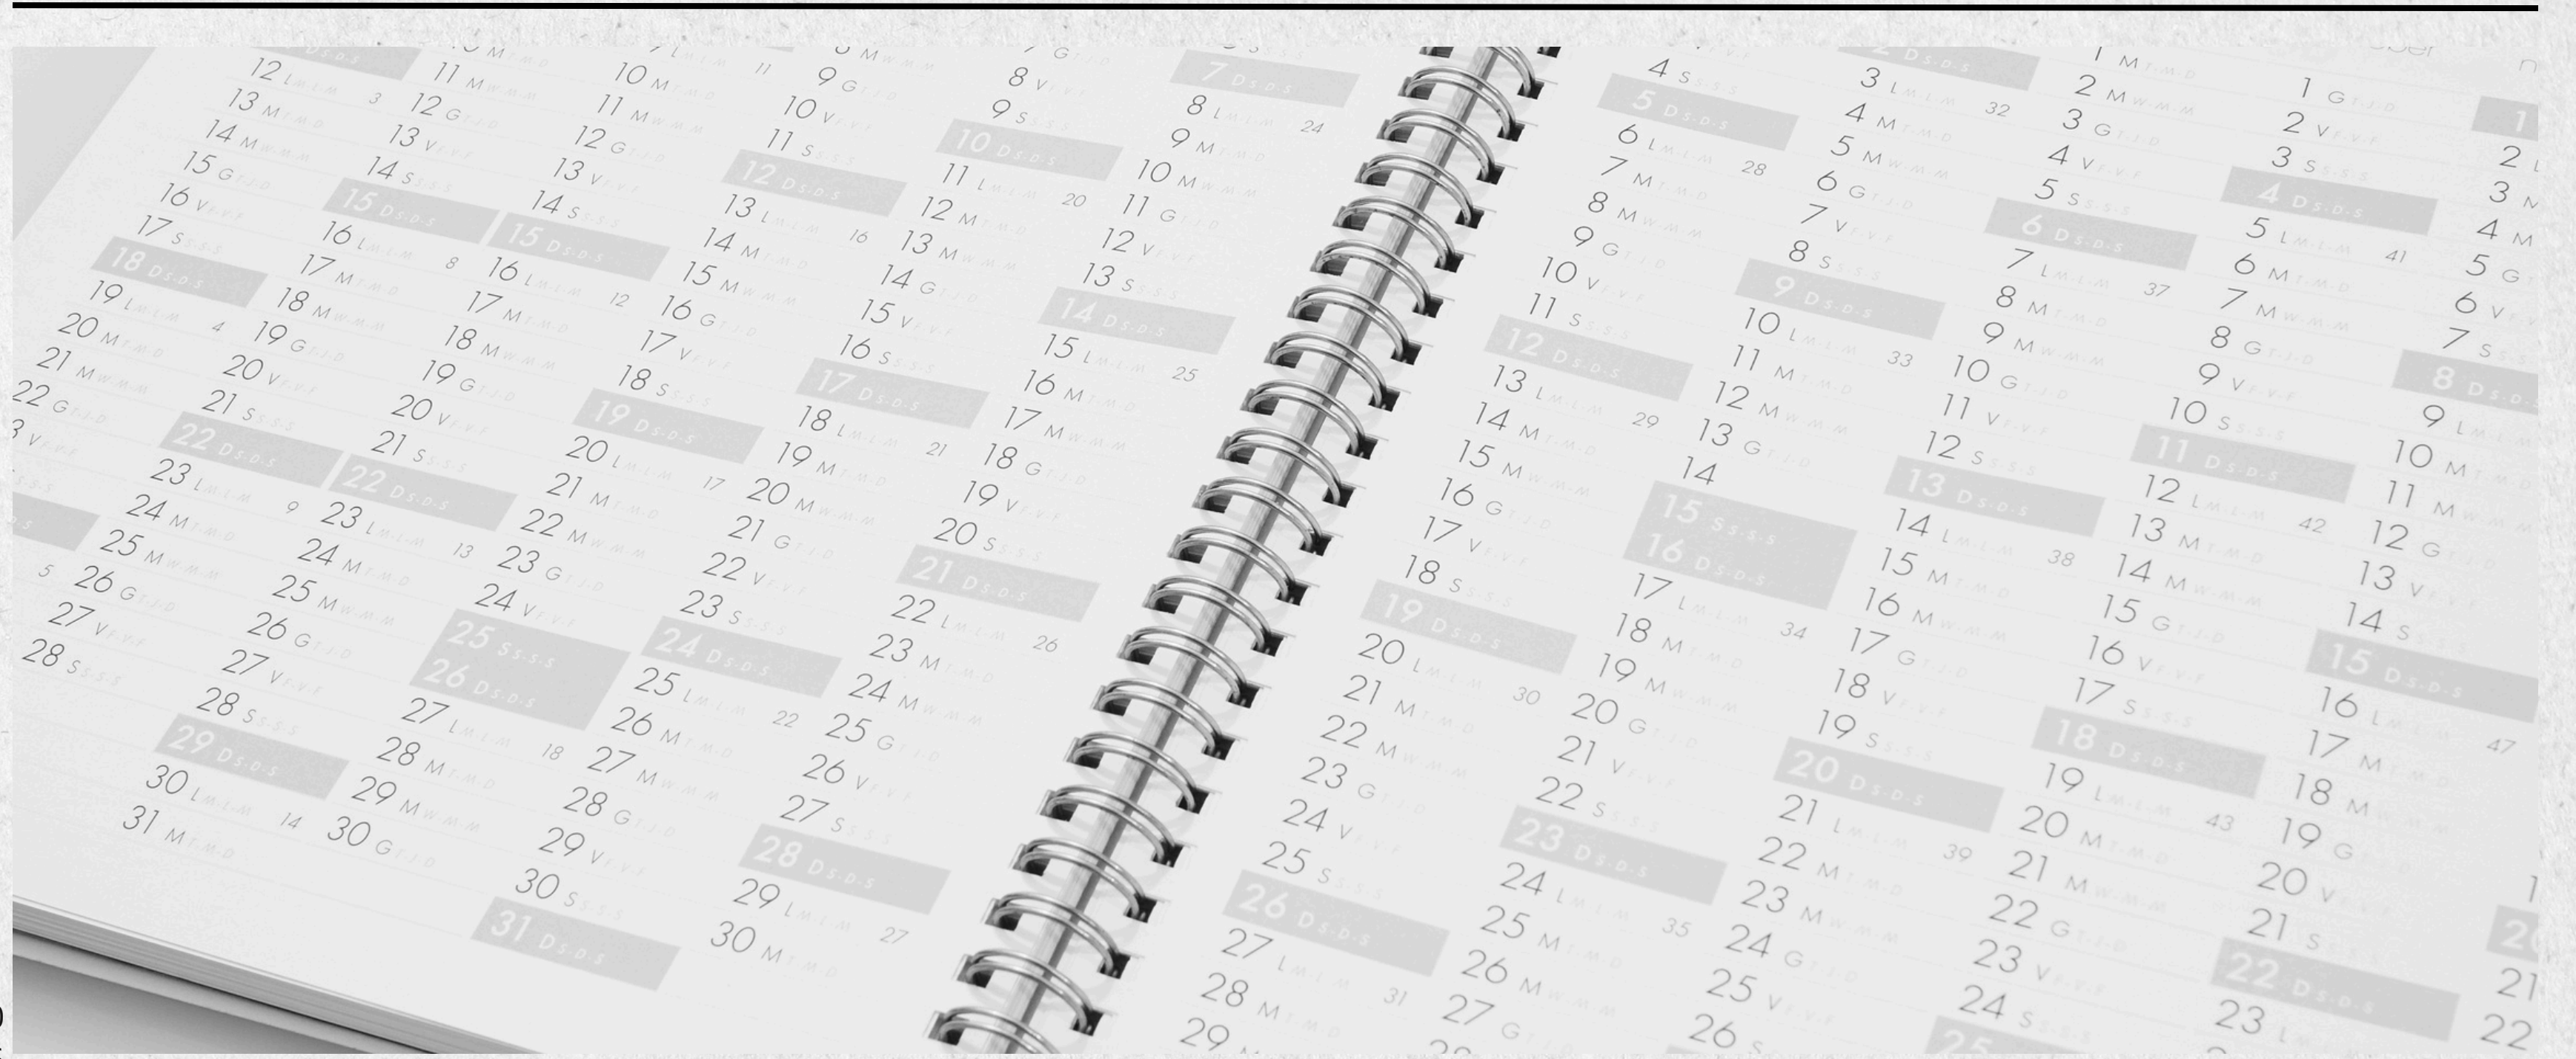 12 L M-L-M 3
13 M T-M-D
14 M W-M-M
15 G T-J-D
16 V F-V-F
17 S S-S-S
18 D S-D-S
19 L M-L-M 4
20 M T-M-D
21 M W-M-M
22 G T-J-D
V F-V-F
5
11 M W-M-M
12 G T-J-D
13 V F-V-F
14 S S-S-S
15 D S-D-S
16 L M-L-M 8
17 M T-M-D
18 M W-M-M
19 G T-J-D
20 V F-V-F
21 S S-S-S
22 D S-D-S
23 L M-L-M 9
24 M T-M-D
25 M W-M-M
26 G T-J-D
27 V F-V-F
28 S S-S-S
11
10 M T-M-D
11 M W-M-M
12 G T-J-D
13 V F-V-F
14 S S-S-S
15 D S-D-S
16 L M-L-M 12
17 M T-M-D
18 M W-M-M
19 G T-J-D
20 V F-V-F
21 S S-S-S
22 D S-D-S
23 L M-L-M 13
24 M T-M-D
25 M W-M-M
26 G T-J-D
27 V F-V-F
28 S S-S-S
29 D S-D-S
30 L M-L-M 14
31 M T-M-D
9 G T-J-D
10 V F-V-F
11 S S-S-S
12 D S-D-S
13 L M-L-M 16
14 M T-M-D
15 M W-M-M
16 G T-J-D
17 V F-V-F
18 S S-S-S
19 D S-D-S
20 L M-L-M 17
21 M T-M-D
22 M W-M-M
23 G T-J-D
24 V F-V-F
25 S S-S-S
26 D S-D-S
27 L M-L-M 18
28 M T-M-D
29 M W-M-M
30 G T-J-D
8 V F-V-F
9 S S-S-S
10 D S-D-S
11 L M-L-M 20
12 M T-M-D
13 M W-M-M
14 G T-J-D
15 V F-V-F
16 S S-S-S
17 D S-D-S
18 L M-L-M 21
19 M T-M-D
20 M W-M-M
21 G T-J-D
22 V F-V-F
23 S S-S-S
24 D S-D-S
25 L M-L-M 22
26 M T-M-D
27 M W-M-M
28 G T-J-D
29 V F-V-F
30 S S-S-S
31 D S-D-S
7 D S-D-S
8 L M-L-M 24
9 M T-M-D
10 M W-M-M
11 G T-J-D
12 V F-V-F
13 S S-S-S
14 D S-D-S
15 L M-L-M 25
16 M T-M-D
17 M W-M-M
18 G T-J-D
19 V F-V-F
20 S S-S-S
21 D S-D-S
22 L M-L-M 26
23 M T-M-D
24 M W-M-M
25 G T-J-D
26 V F-V-F
27 S S-S-S
28 D S-D-S
29 L M-L-M 27
30 M T-M-D
4 S S-S-S
5 D S-D-S
6 L M-L-M 28
7 M T-M-D
8 M W-M-M
9 G T-J-D
10 V F-V-F
11 S S-S-S
12 D S-D-S
13 L M-L-M 29
14 M T-M-D
15 M W-M-M
16 G T-J-D
17 V F-V-F
18 S S-S-S
19 D S-D-S
20 L M-L-M 30
21 M T-M-D
22 M W-M-M
23 G T-J-D
24 V F-V-F
25 S S-S-S
26 D S-D-S
27 L M-L-M 31
28 M T-M-D
29
2 D S-D-S
3 L M-L-M 32
4 M T-M-D
5 M W-M-M
6 G T-J-D
7 V F-V-F
8 S S-S-S
9 D S-D-S
10 L M-L-M 33
11 M T-M-D
12 M W-M-M
13 G T-J-D
14
15 S S-S-S
16 D S-D-S
17 L M-L-M 34
18 M T-M-D
19 M W-M-M
20 G T-J-D
21 V F-V-F
22 S S-S-S
23 D S-D-S
24 L M-L-M 35
25 M T-M-D
26 M W-M-M
27 G T-J-D
1 M T-M-D
2 M W-M-M
3 G T-J-D
4 V F-V-F
5 S S-S-S
6 D S-D-S
7 L M-L-M 37
8 M T-M-D
9 M W-M-M
10 G T-J-D
11 V F-V-F
12 S S-S-S
13 D S-D-S
14 L M-L-M 38
15 M T-M-D
16 M W-M-M
17 G T-J-D
18 V F-V-F
19 S S-S-S
20 D S-D-S
21 L M-L-M 39
22 M T-M-D
23 M W-M-M
24 G T-J-D
25 V F-V-F
26 S
1 G T-J-D
2 V F-V-F
3 S S-S-S
4 D S-D-S
5 L M-L-M 41
6 M T-M-D
7 M W-M-M
8 G T-J-D
9 V F-V-F
10 S S-S-S
11 D S-D-S
12 L M-L-M 42
13 M T-M-D
14 M W-M-M
15 G T-J-D
16 V F-V-F
17 S S-S-S
18 D S-D-S
19 L M-L-M 43
20 M T-M-D
21 M W-M-M
22 G T-J-D
23 V F-V-F
24 S S-S-S
25
1
2 L
3
4 M
5 G
6 V
7 S
8 D S-D-S
9 L
10 M T-M-D
11 M W-M-M
12 G T-J-D
13 V F-V-F
14 S S-S-S
15 D S-D-S
16 L 47
17 M T-M-D
18 M W-M-M
19 G T-J-D
20 V F-V-F
21 S S-S-S
22 D S-D-S
23 L
21
22